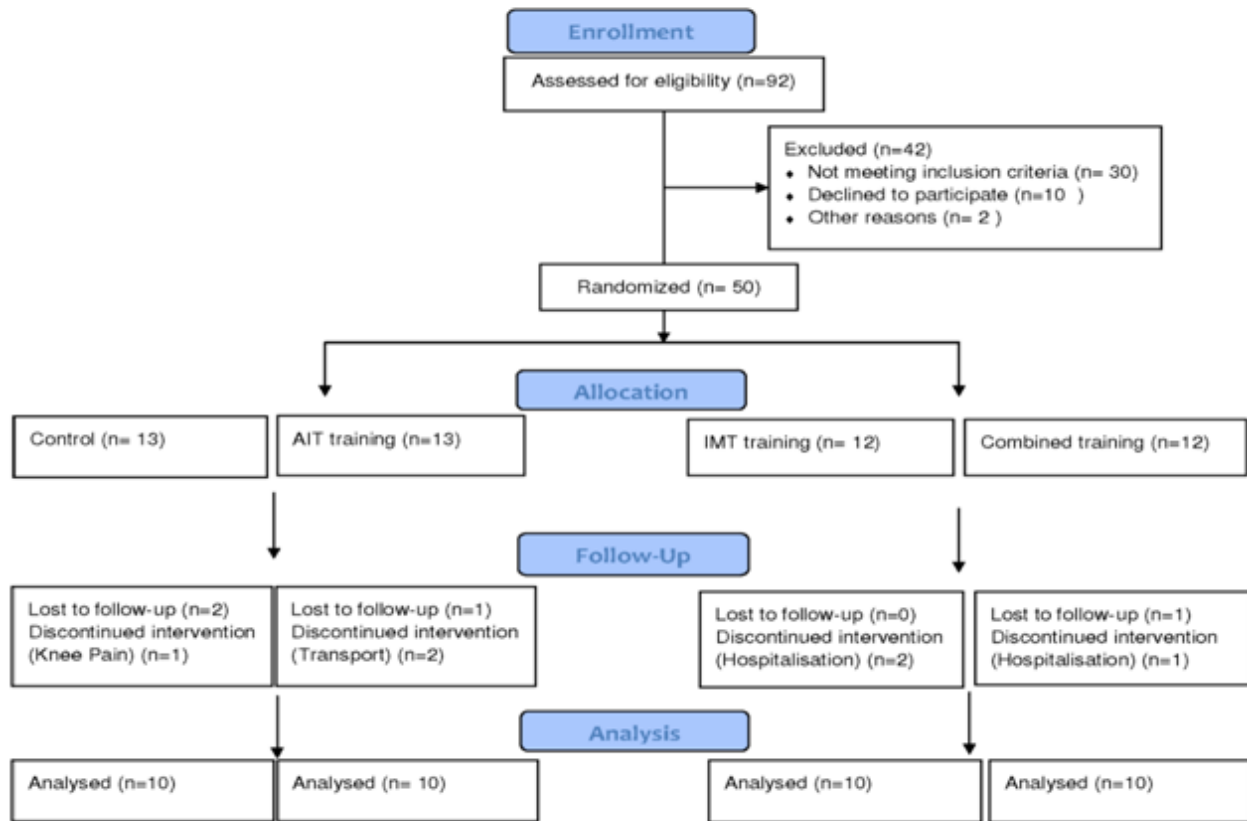 Enrollment
Assessed for eligibility (n=92)
Excluded (n=42)
⬥ Not meeting inclusion criteria (n= 30)
⬥ Declined to participate (n=10 )
⬥ Other reasons (n= 2 )
Randomized (n= 50)
Allocation
Control (n= 13)
AIT training (n=13)
IMT training (n= 12)
Combined training (n=12)
Follow-Up
Lost to follow-up (n=2)
Discontinued intervention
(Knee Pain) (n=1)
Lost to follow-up (n=1)
Discontinued intervention
(Transport) (n=2)
Lost to follow-up (n=0)
Discontinued intervention
(Hospitalisation) (n=2)
Lost to follow-up (n=1)
Discontinued intervention
(Hospitalisation) (n=1)
Analysis
Analysed (n=10)
Analysed (n= 10)
Analysed (n=10)
Analysed (n=10)